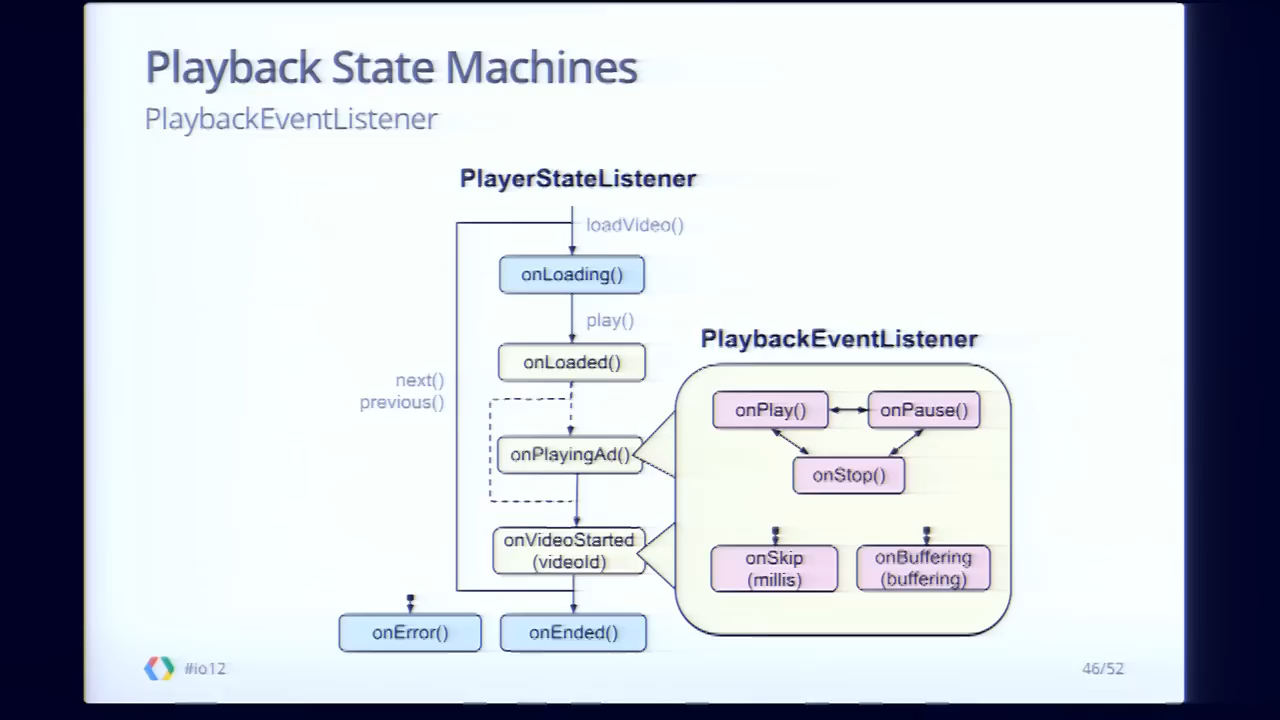 Playback State Machines
PlaybackEventListener
PlayerStateListener
loadVideo()
onLoading()
play()
onLoaded()
next()
previous()
onPlayingAd()
onVideoStarted
(videoId)
onError()
onEnded()
PlaybackEventListener
onPlay()
onPause()
onStop()
onSkip
(millis)
onBuffering
(buffering)
#io12
46/52